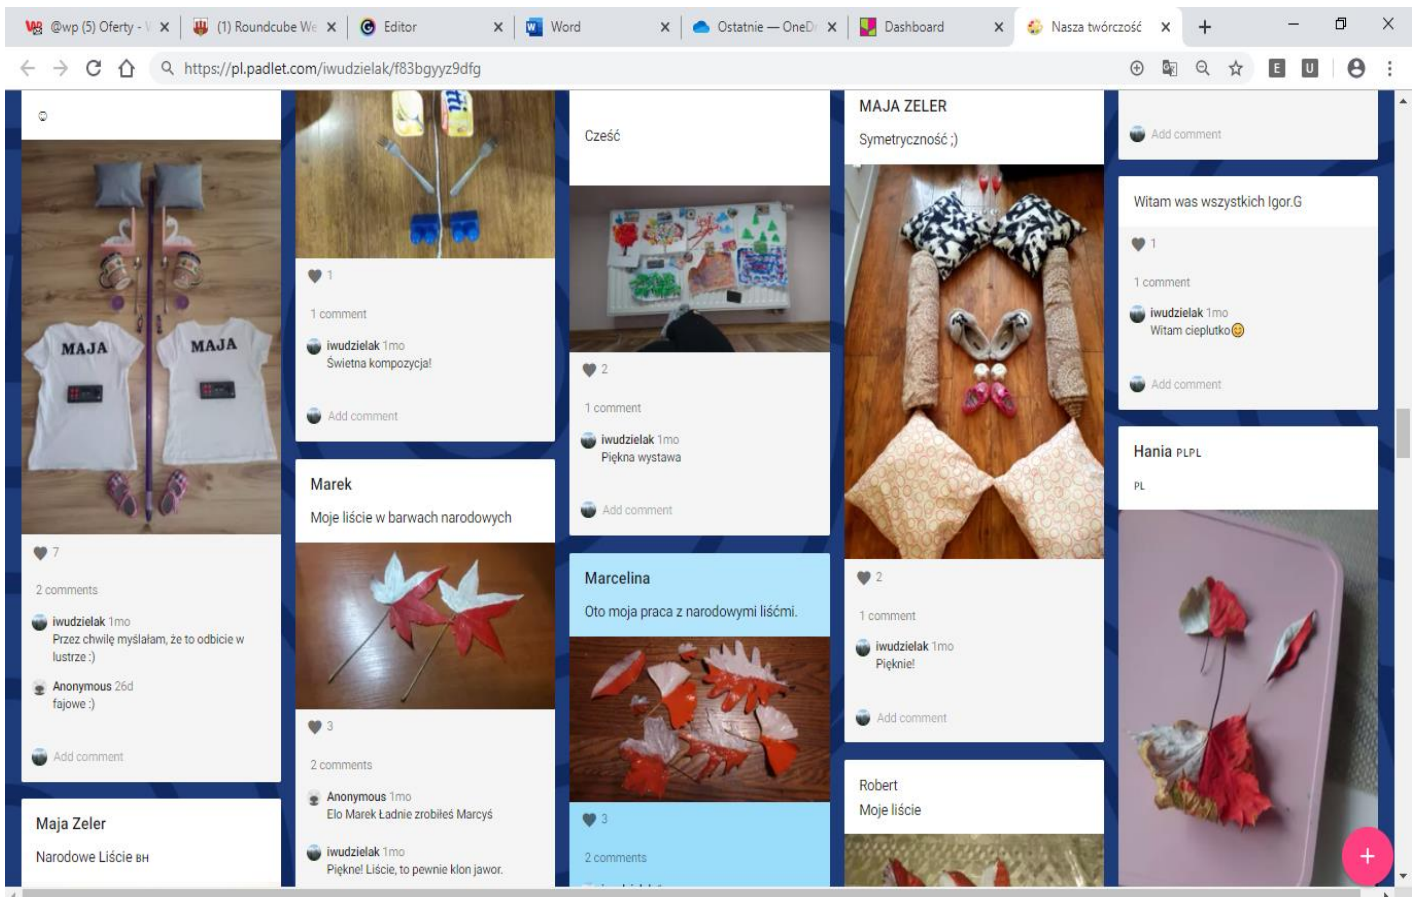 @wp (5) Oferty - W
(1) Roundcube We
Editor
Word
Ostatnie — OneDr
Dashboard
Nasza twórczość
https://pl.padlet.com/iwudzielak/f83bgyyz9dfg
E
U
MAJA
MAJA
7
2 comments
iwudzielak 1mo
Przez chwilę myślałam, że to odbicie w
lustrze :)
Anonymous 26d
fajowe :)
Add comment
Maja Zeler
Narodowe Liście вн
1
1 comment
iwudzielak 1mo
Świetna kompozycja!
Add comment
Marek
Moje liście w barwach narodowych
3
2 comments
Anonymous 1mo
Elo Marek Ładnie zrobiłeś Marcyś
iwudzielak 1mo
Piękne! Liście, to pewnie klon jawor.
Cześć
2
1 comment
iwudzielak 1mo
Piękna wystawa
Add comment
Marcelina
Oto moja praca z narodowymi liśćmi.
3
2 comments
MAJA ZELER
Symetryczność ;)
2
1 comment
iwudzielak 1mo
Pięknie!
Add comment
Robert
Moje liście
Add comment
Witam was wszystkich Igor.G
1
1 comment
iwudzielak 1mo
Witam cieplutko😊
Add comment
Hania PLPL
PL